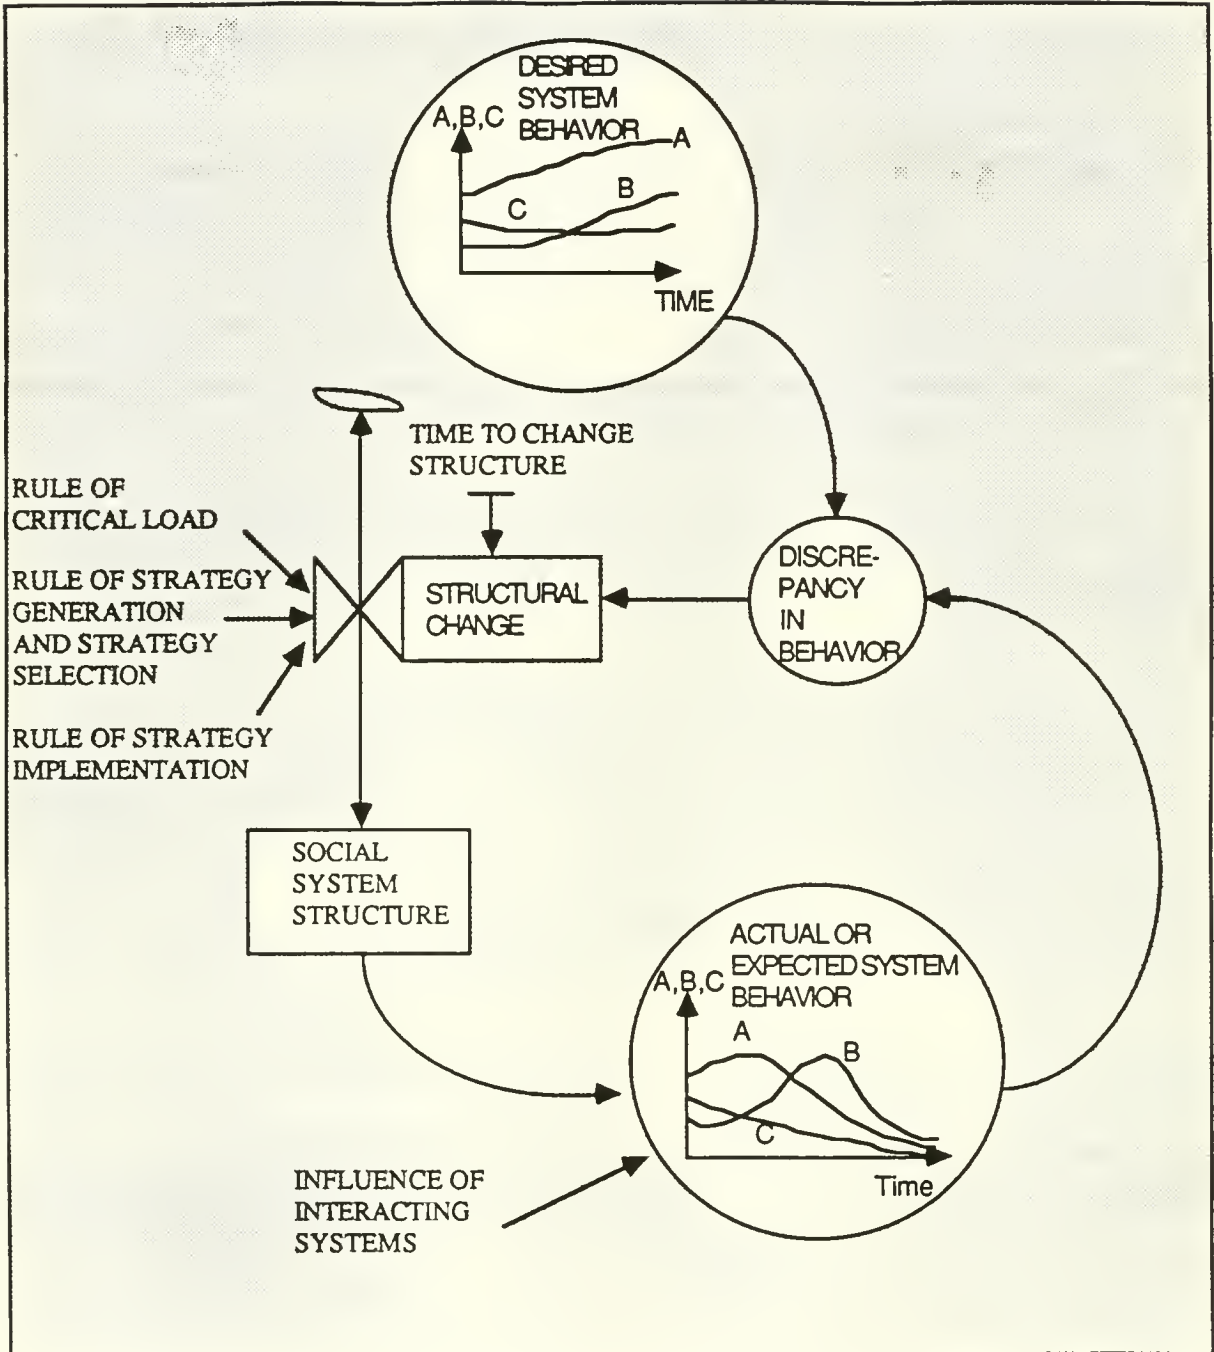 DESIRED
SYSTEM
BEHAVIOR
A,B,C
A
B
C
TIME
TIME TO CHANGE
STRUCTURE
RULE OF
CRITICAL LOAD
RULE OF STRATEGY
GENERATION
AND STRATEGY
SELECTION
RULE OF STRATEGY
IMPLEMENTATION
STRUCTURAL
CHANGE
DISCRE-
PANCY
IN
BEHAVIOR
SOCIAL
SYSTEM
STRUCTURE
ACTUAL OR
EXPECTED SYSTEM
BEHAVIOR
A,B,C
A
B
C
Time
INFLUENCE OF
INTERACTING
SYSTEMS